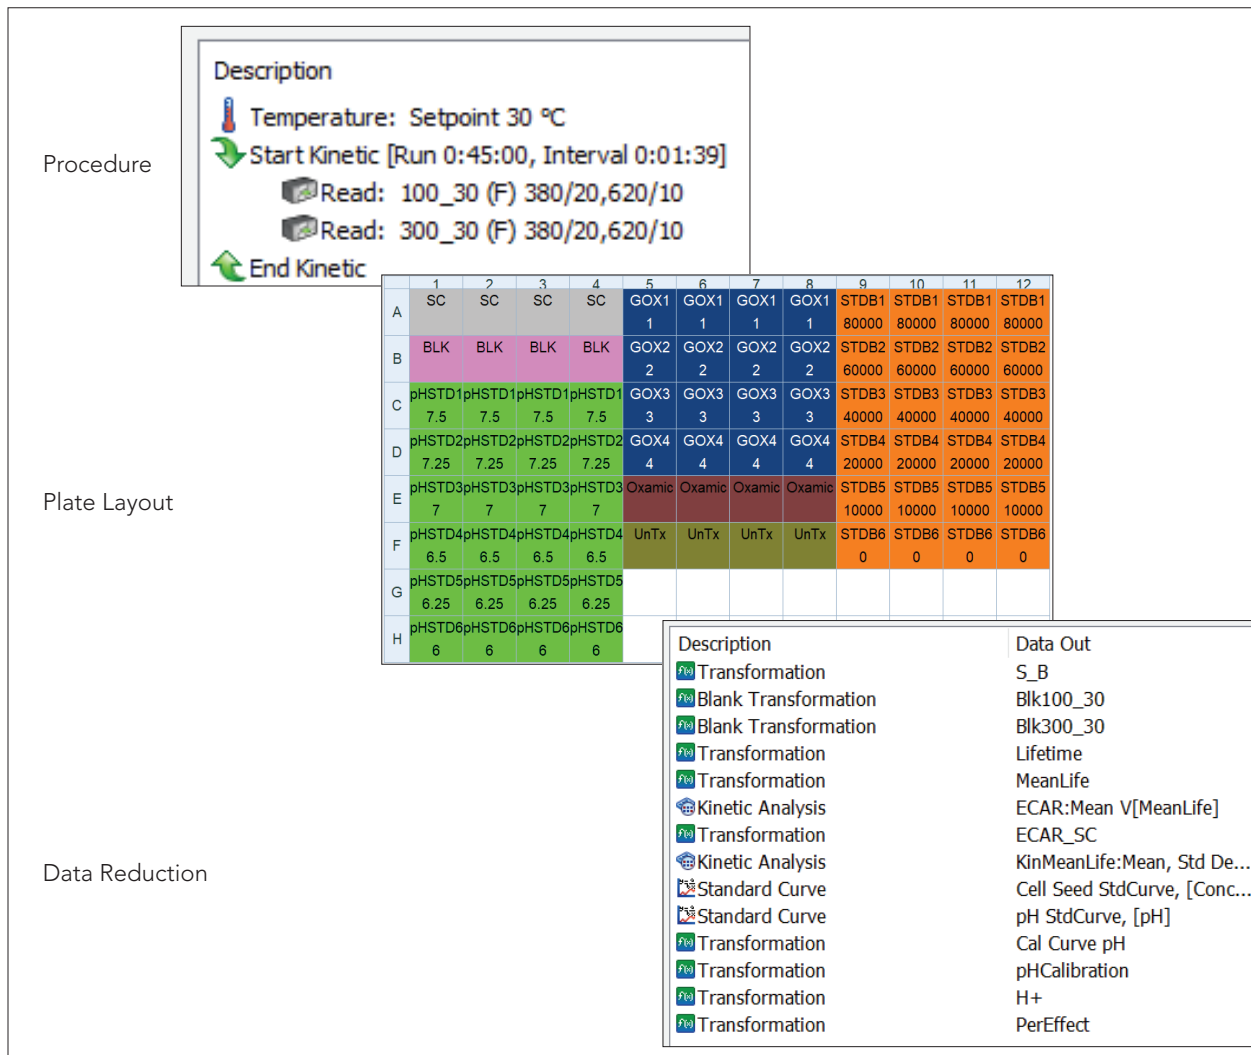 Procedure
Description
Temperature: Setpoint 30 ºC
Start Kinetic [Run 0:45:00, Interval 0:01:39]
Read: 100_30 (F) 380/20,620/10
Read: 300_30 (F) 380/20,620/10
End Kinetic
Plate Layout
1 2 3 4 5 6 7 8 9 10 11 12
A SC SC SC SC GOX1 GOX1 GOX1 GOX1 STDB1 STDB1 STDB1 STDB1
1 1 1 1 80000 80000 80000 80000
B BLK BLK BLK BLK GOX2 GOX2 GOX2 GOX2 STDB2 STDB2 STDB2 STDB2
2 2 2 2 60000 60000 60000 60000
C pHSTD1 pHSTD1 pHSTD1 pHSTD1 GOX3 GOX3 GOX3 GOX3 STDB3 STDB3 STDB3 STDB3
7.5 7.5 7.5 7.5 3 3 3 3 40000 40000 40000 40000
D pHSTD2 pHSTD2 pHSTD2 pHSTD2 GOX4 GOX4 GOX4 GOX4 STDB4 STDB4 STDB4 STDB4
7.25 7.25 7.25 7.25 4 4 4 4 20000 20000 20000 20000
E pHSTD3 pHSTD3 pHSTD3 pHSTD3 Oxamic Oxamic Oxamic Oxamic STDB5 STDB5 STDB5 STDB5
7 7 7 7 10000 10000 10000 10000
F pHSTD4 pHSTD4 pHSTD4 pHSTD4 UnTx UnTx UnTx UnTx STDB6 STDB6 STDB6 STDB6
6.5 6.5 6.5 6.5 0 0 0 0
G pHSTD5 pHSTD5 pHSTD5 pHSTD5
6.25 6.25 6.25 6.25
H pHSTD6 pHSTD6 pHSTD6 pHSTD6
6 6 6 6
Data Reduction
Description Data Out
Transformation S_B
Blank Transformation Blk100_30
Blank Transformation Blk300_30
Transformation Lifetime
Transformation MeanLife
Kinetic Analysis ECAR:Mean V[MeanLife]
Transformation ECAR_SC
Kinetic Analysis KinMeanLife:Mean, Std De...
Standard Curve Cell Seed StdCurve, [Conc...
Standard Curve pH StdCurve, [pH]
Transformation Cal Curve pH
Transformation pHCalibration
Transformation H+
Transformation PerEffect